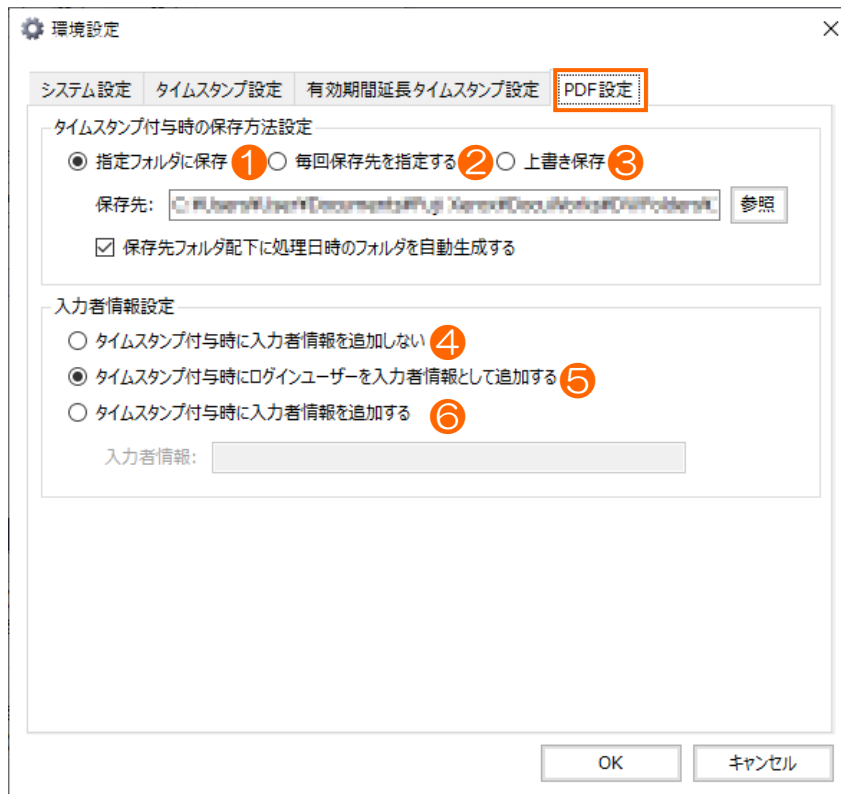 環境設定
システム設定 タイムスタンプ設定 有効期間延長タイムスタンプ設定 PDF設定
タイムスタンプ付与時の保存方法設定
指定フォルダに保存 1 毎回保存先を指定する 2 上書き保存 3
保存先: 参照
保存先フォルダ配下に処理日時のフォルダを自動生成する
入力者情報設定
タイムスタンプ付与時に入力者情報を追加しない 4
タイムスタンプ付与時にログインユーザーを入力者情報として追加する 5
タイムスタンプ付与時に入力者情報を追加する 6
入力者情報:
OK キャンセル